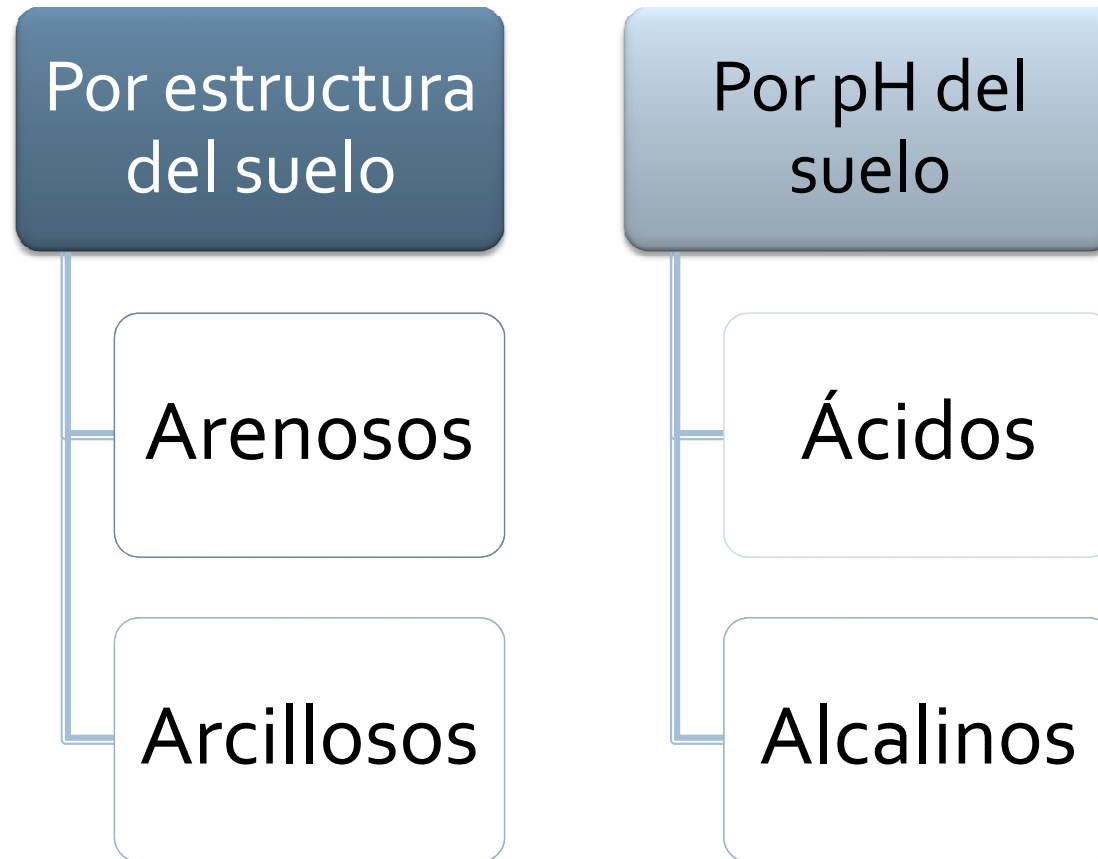 Por estructura
del suelo
Arenosos
Arcillosos
Por pH del
suelo
Ácidos
Alcalinos